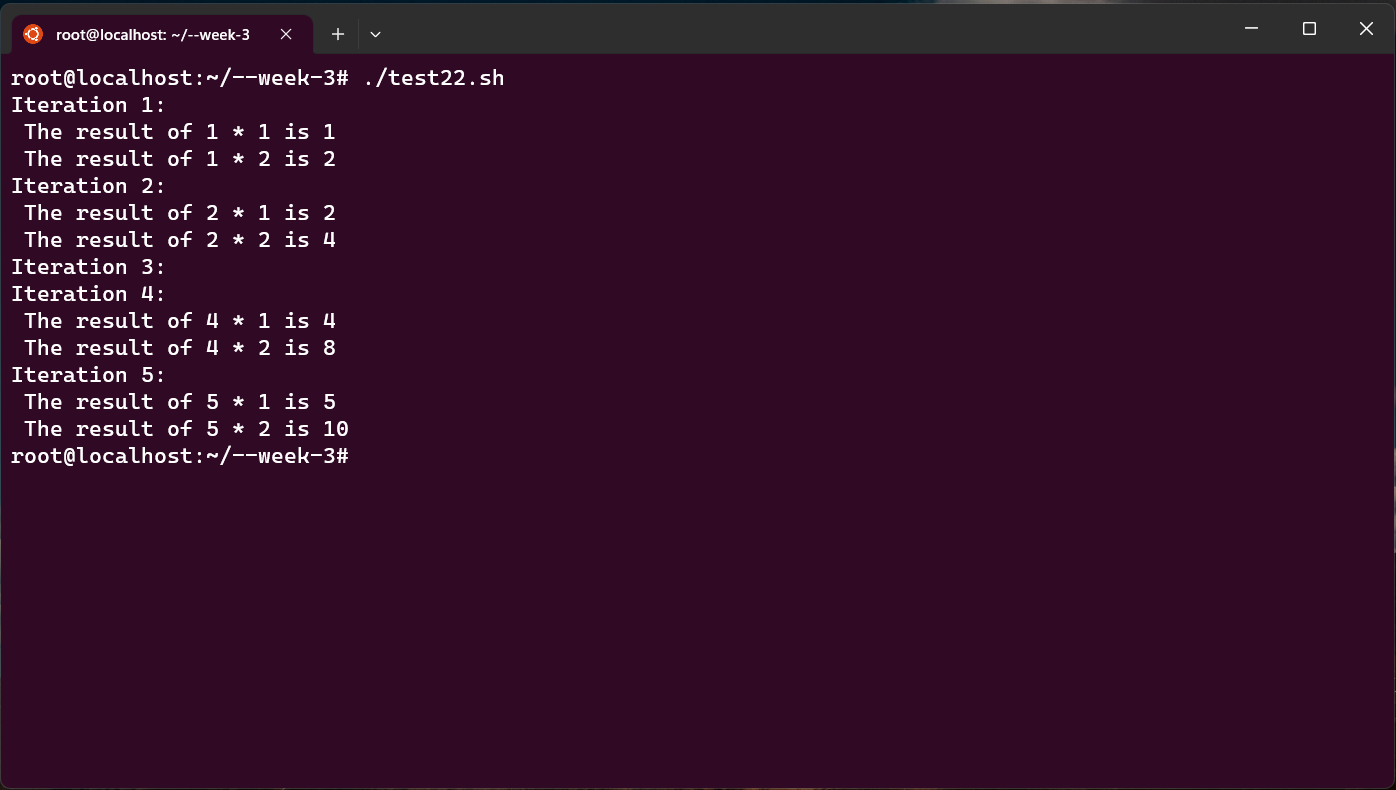 root@localhost: ~/--week-3
root@localhost:~/--week-3# ./test22.sh
Iteration 1:
 The result of 1 * 1 is 1
 The result of 1 * 2 is 2
Iteration 2:
 The result of 2 * 1 is 2
 The result of 2 * 2 is 4
Iteration 3:
Iteration 4:
 The result of 4 * 1 is 4
 The result of 4 * 2 is 8
Iteration 5:
 The result of 5 * 1 is 5
 The result of 5 * 2 is 10
root@localhost:~/--week-3#